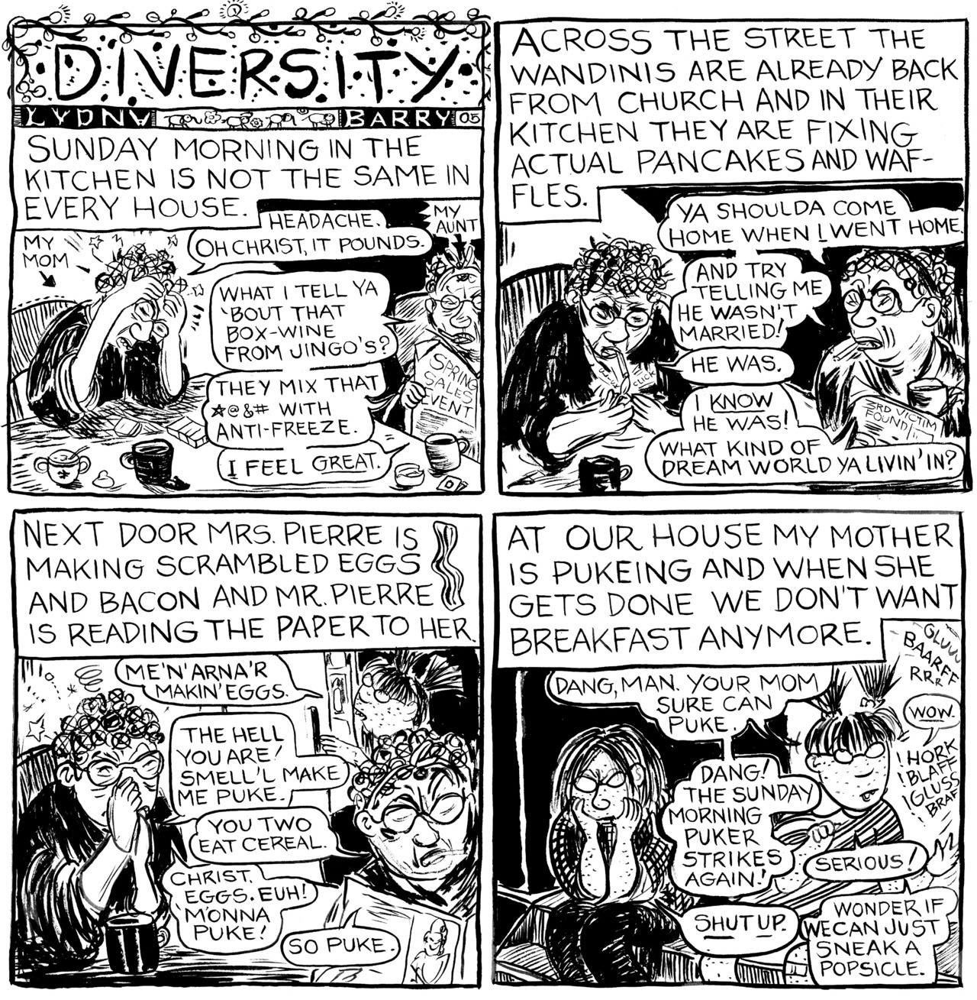 DIVERSITY
LYDNA BARRY 05
SUNDAY MORNING IN THE
KITCHEN IS NOT THE SAME IN
EVERY HOUSE.
MY
MOM
HEADACHE.
OH CHRIST, IT POUNDS.
MY
AUNT
WHAT I TELL YA
'BOUT THAT
BOX-WINE
FROM JINGO'S?
THEY MIX THAT
☆@&# WITH
ANTI-FREEZE.
I FEEL GREAT.
SPRING
SALES
EVENT
ACROSS THE STREET THE
WANDINIS ARE ALREADY BACK
FROM CHURCH AND IN THEIR
KITCHEN THEY ARE FIXING
ACTUAL PANCAKES AND WAF-
FLES.
YA SHOULDA COME
HOME WHEN I WENT HOME.
AND TRY
TELLING ME
HE WASN'T
MARRIED!
HE WAS.
I KNOW
HE WAS!
WHAT KIND OF
DREAM WORLD YA LIVIN' IN?
CLICK
3RD VICTIM
FOUND!
NEXT DOOR MRS. PIERRE IS
MAKING SCRAMBLED EGGS
AND BACON AND MR. PIERRE
IS READING THE PAPER TO HER.
ME'N'ARNA'R
MAKIN' EGGS.
THE HELL
YOU ARE!
SMELL'L MAKE
ME PUKE.
YOU TWO
EAT CEREAL.
CHRIST.
EGGS. EUH!
'M'ONNA
PUKE!
SO PUKE.
AT OUR HOUSE MY MOTHER
IS PUKEING AND WHEN SHE
GETS DONE WE DON'T WANT
BREAKFAST ANYMORE.
GLUUU
BAARFF
RRR
DANG, MAN. YOUR MOM
SURE CAN
PUKE.
WOW.
! HORK
! BLAFF
! GLUSS
BRAF
DANG!
THE SUNDAY
MORNING
PUKER
STRIKES
AGAIN!
SERIOUS!
SHUT UP.
WONDER IF
WE CAN JUST
SNEAK A
POPSICLE.